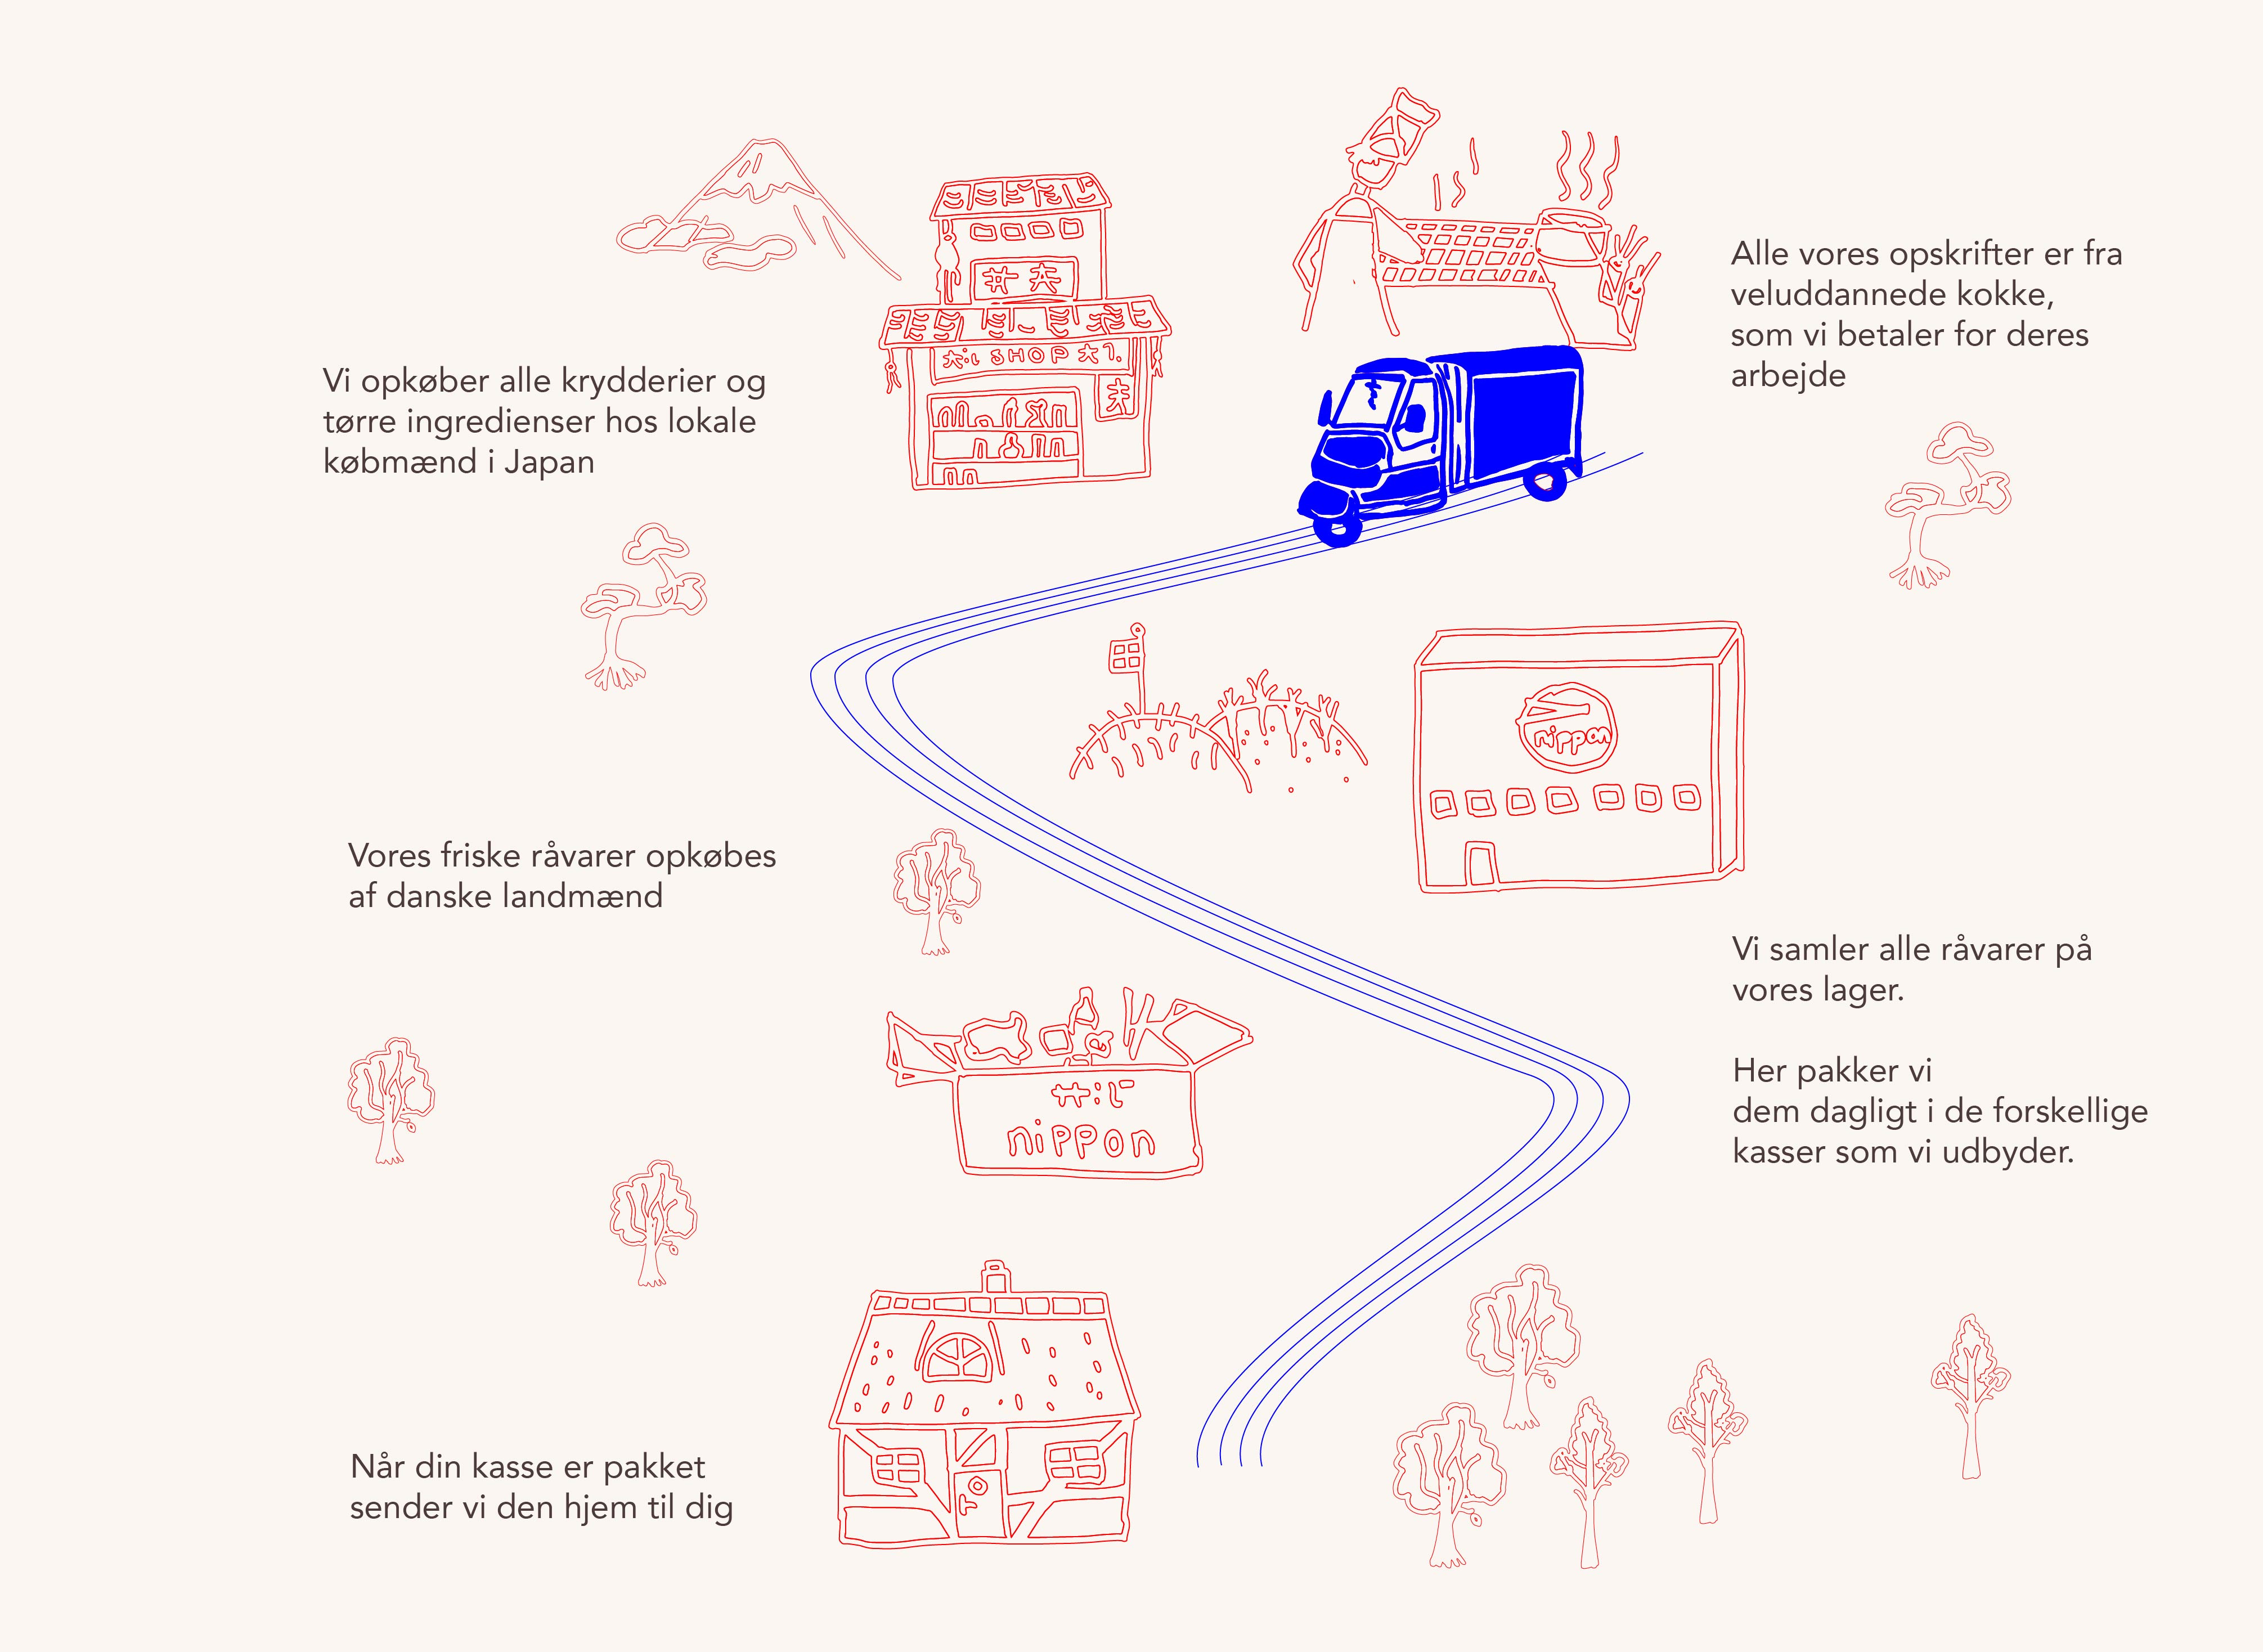 Alle vores opskrifter er fra
veluddannede kokke,
som vi betaler for deres
arbejde
SHOP
Vi opkøber alle krydderier og
tørre ingredienser hos lokale
købmænd i Japan
nippon
Vores friske råvarer opkøbes
af danske landmænd
Vi samler alle råvarer på
vores lager.
Her pakker vi
dem dagligt i de forskellige
kasser som vi udbyder.
nippon
Når din kasse er pakket
sender vi den hjem til dig